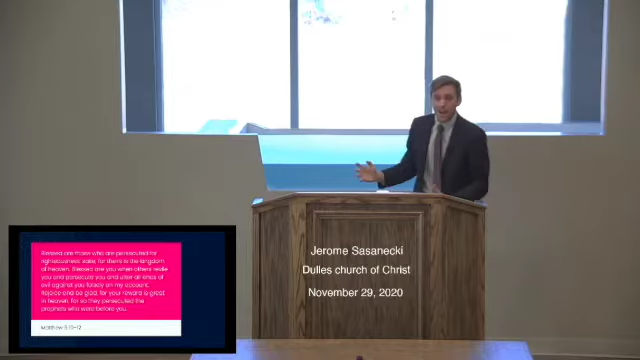 Jerome Sasanecki
Dulles church of Christ
November 29, 2020
Blessed are those who are persecuted for
righteousness' sake, for theirs is the kingdom
of heaven. Blessed are you when others revile
you and persecute you and utter all kinds of
evil against you falsely on my account.
Rejoice and be glad, for your reward is great
in heaven, for so they persecuted the
prophets who were before you.
Matthew 5:10-12